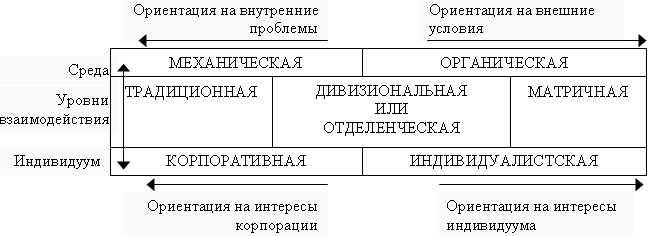 Ориентация на внутренние
проблемы
Ориентация на внешние
условия
Среда
МЕХАНИЧЕСКАЯ
ОРГАНИЧЕСКАЯ
Уровни
взаимодействия
ТРАДИЦИОННАЯ
ДИВИЗИОНАЛЬНАЯ
ИЛИ
ОТДЕЛЕНЧЕСКАЯ
МАТРИЧНАЯ
Индивидуум
КОРПОРАТИВНАЯ
ИНДИВИДУАЛИСТСКАЯ
Ориентация на интересы
корпорации
Ориентация на интересы
индивидуума